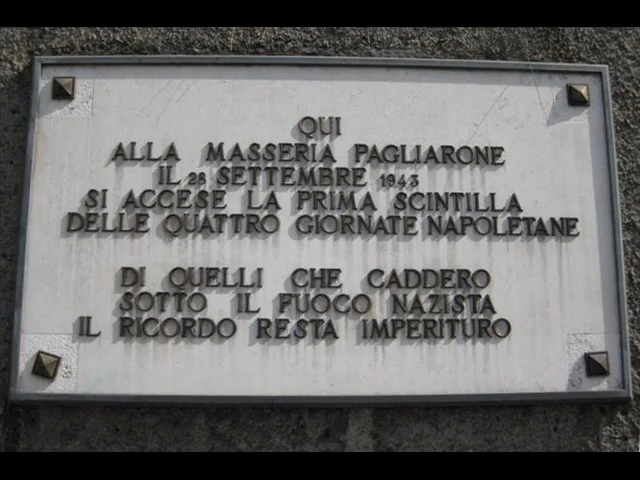 QUI
ALLA MASSERIA PAGLIARONE
IL 28 SETTEMBRE 1943
SI ACCESE LA PRIMA SCINTILLA
DELLE QUATTRO GIORNATE NAPOLETANE
DI QUELLI CHE CADDERO
SOTTO IL FUOCO NAZISTA
IL RICORDO RESTA IMPERITURO